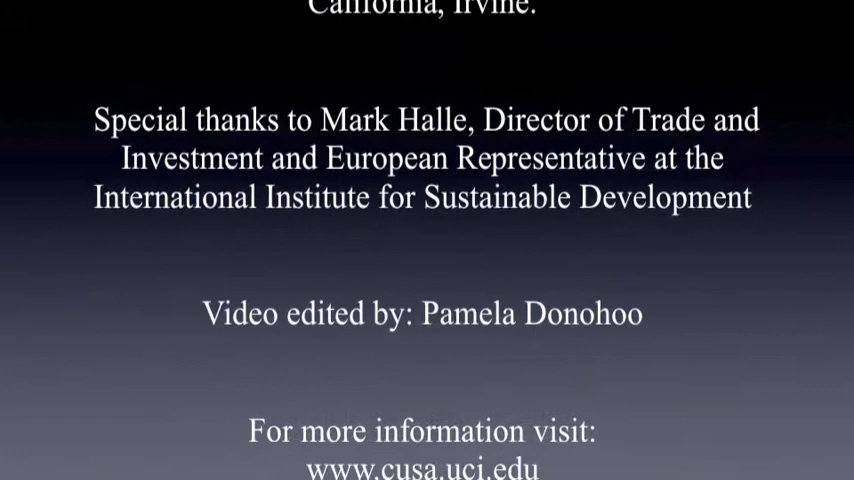 California, Irvine.
Special thanks to Mark Halle, Director of Trade and
Investment and European Representative at the
International Institute for Sustainable Development
Video edited by: Pamela Donohoo
For more information visit:
www.cusa.uci.edu